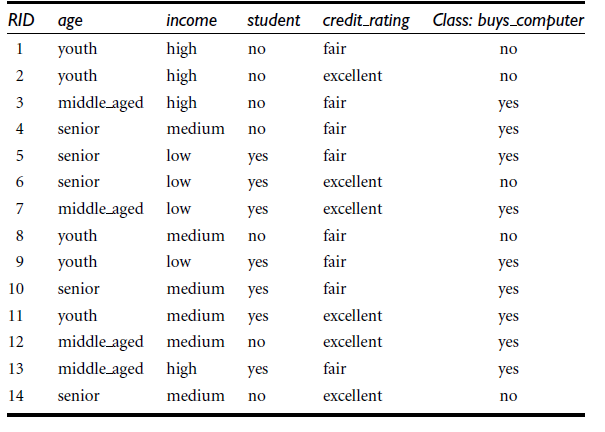 RID age income student credit_rating Class: buys_computer
1 youth high no fair no
2 youth high no excellent no
3 middle_aged high no fair yes
4 senior medium no fair yes
5 senior low yes fair yes
6 senior low yes excellent no
7 middle_aged low yes excellent yes
8 youth medium no fair no
9 youth low yes fair yes
10 senior medium yes fair yes
11 youth medium yes excellent yes
12 middle_aged medium no excellent yes
13 middle_aged high yes fair yes
14 senior medium no excellent no